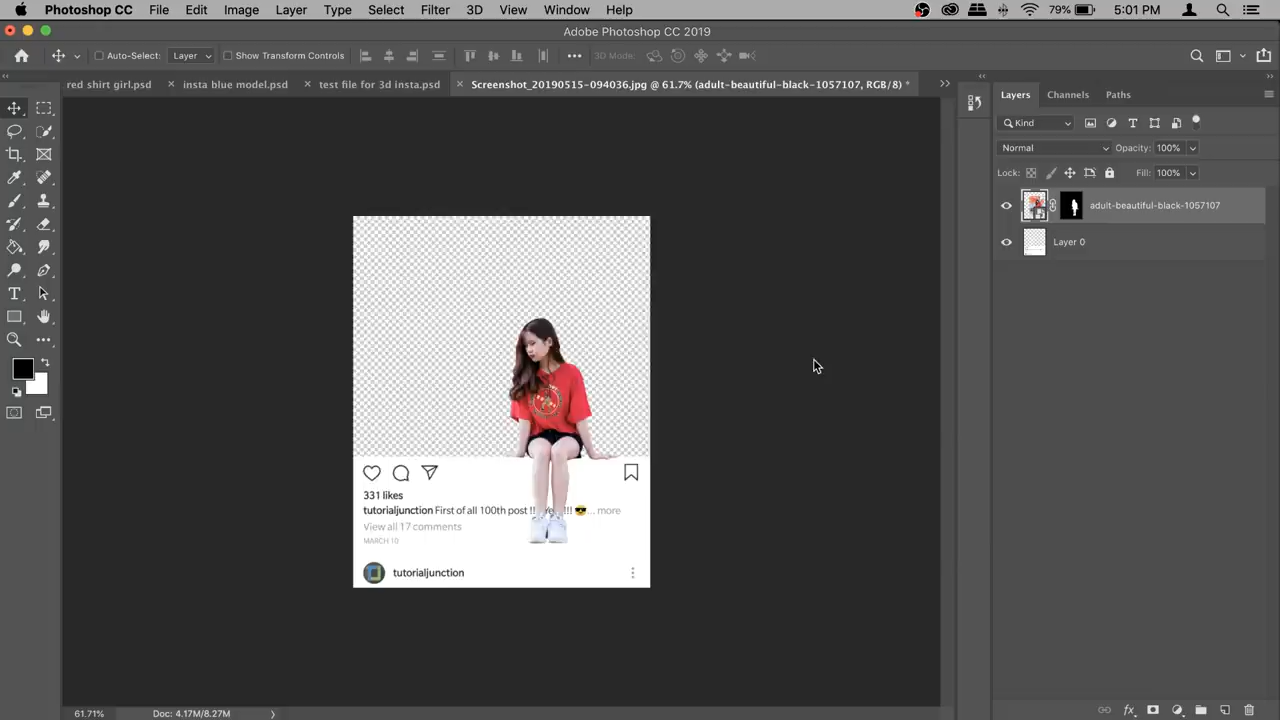 Photoshop CC File Edit Image Layer Type Select Filter 3D View Window Help 79% 5:01 PM
Adobe Photoshop CC 2019
Auto-Select: Layer Show Transform Controls 3D Mode:
red shirt girl.psd × insta blue model.psd × test file for 3d insta.psd × Screenshot_20190515-094036.jpg @ 61.7% (adult-beautiful-black-1057107, RGB/8) *
Layers Channels Paths
Kind
Normal Opacity: 100%
Lock: Fill: 100%
adult-beautiful-black-1057107
Layer 0
331 likes
tutorialjunction First of all 100th post !! !!! 😎... more
View all 17 comments
MARCH 10
tutorialjunction
61.71% Doc: 4.17M/8.27M